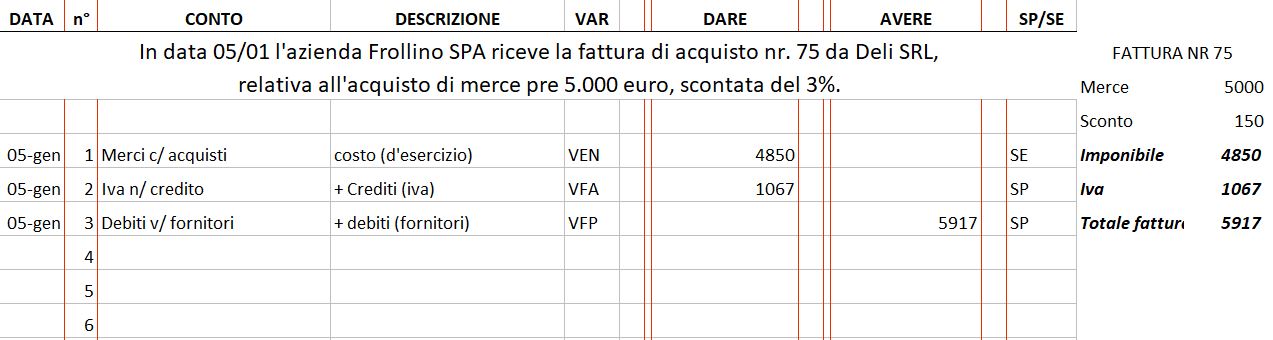 DATA n° CONTO DESCRIZIONE VAR DARE AVERE SP/SE
In data 05/01 l'azienda Frollino SPA riceve la fattura di acquisto nr. 75 da Deli SRL,
FATTURA NR 75
relativa all'acquisto di merce pre 5.000 euro, scontata del 3%.
Merce 5000
Sconto 150
05-gen 1 Merci c/ acquisti costo (d'esercizio) VEN 4850 SE Imponibile 4850
05-gen 2 Iva n/ credito + Crediti (iva) VFA 1067 SP Iva 1067
05-gen 3 Debiti v/ fornitori + debiti (fornitori) VFP 5917 SP Totale fattura 5917
4
5
6